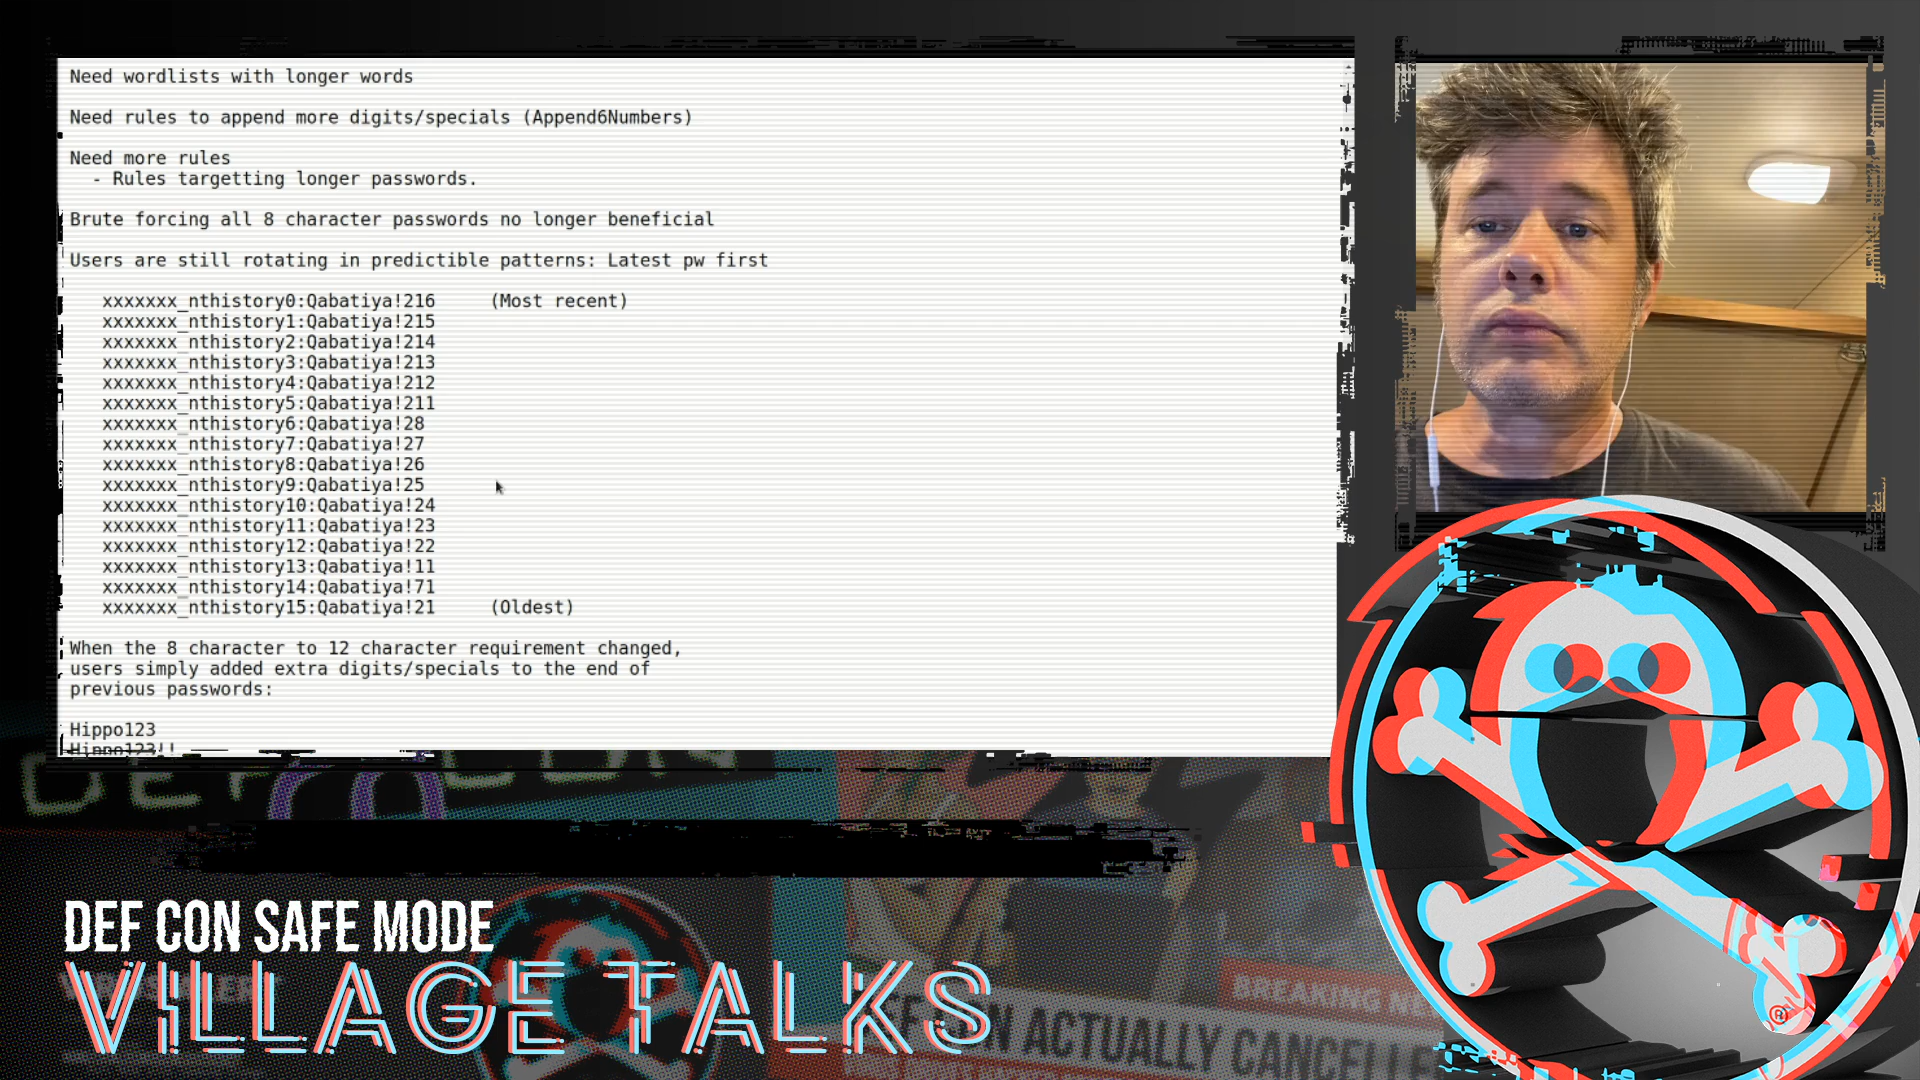 Need wordlists with longer words
Need rules to append more digits/specials (Append6Numbers)
Need more rules
- Rules targetting longer passwords.
Brute forcing all 8 character passwords no longer beneficial
Users are still rotating in predictible patterns: Latest pw first
xxxxxxx_nthistory0:Qabatiya!216 (Most recent)
xxxxxxx_nthistory1:Qabatiya!215
xxxxxxx_nthistory2:Qabatiya!214
xxxxxxx_nthistory3:Qabatiya!213
xxxxxxx_nthistory4:Qabatiya!212
xxxxxxx_nthistory5:Qabatiya!211
xxxxxxx_nthistory6:Qabatiya!28
xxxxxxx_nthistory7:Qabatiya!27
xxxxxxx_nthistory8:Qabatiya!26
xxxxxxx_nthistory9:Qabatiya!25
xxxxxxx_nthistory10:Qabatiya!24
xxxxxxx_nthistory11:Qabatiya!23
xxxxxxx_nthistory12:Qabatiya!22
xxxxxxx_nthistory13:Qabatiya!11
xxxxxxx_nthistory14:Qabatiya!71
xxxxxxx_nthistory15:Qabatiya!21 (Oldest)
When the 8 character to 12 character requirement changed,
users simply added extra digits/specials to the end of
previous passwords:
Hippo123
Hippo123!!
DEF CON
DEF CON SAFE MODE
VILLAGE TALKS
BREAKING
CON ACTUALLY
®